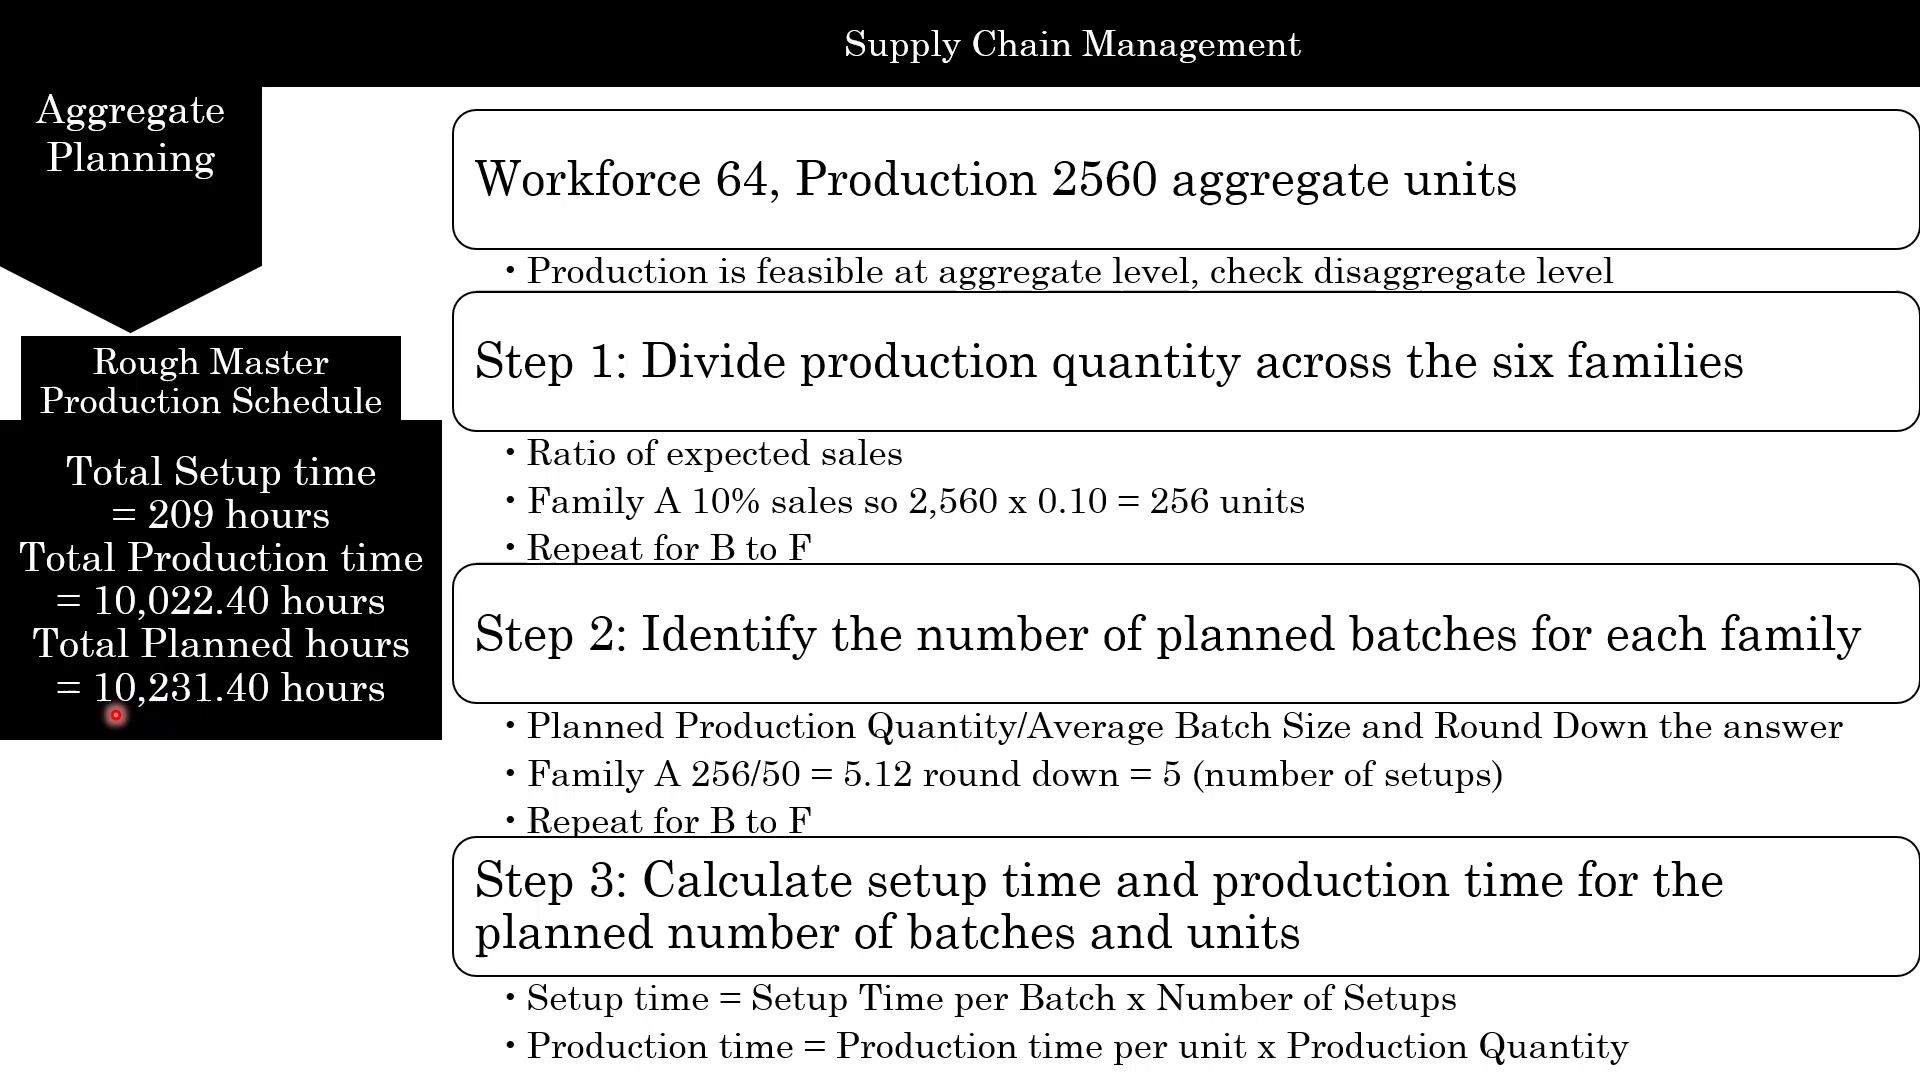 Supply Chain Management
Aggregate
Planning
Rough Master
Production Schedule
Total Setup time
= 209 hours
Total Production time
= 10,022.40 hours
Total Planned hours
= 10,231.40 hours
Workforce 64, Production 2560 aggregate units
• Production is feasible at aggregate level, check disaggregate level
Step 1: Divide production quantity across the six families
• Ratio of expected sales
• Family A 10% sales so 2,560 x 0.10 = 256 units
• Repeat for B to F
Step 2: Identify the number of planned batches for each family
• Planned Production Quantity/Average Batch Size and Round Down the answer
• Family A 256/50 = 5.12 round down = 5 (number of setups)
• Repeat for B to F
Step 3: Calculate setup time and production time for the
planned number of batches and units
• Setup time = Setup Time per Batch x Number of Setups
• Production time = Production time per unit x Production Quantity